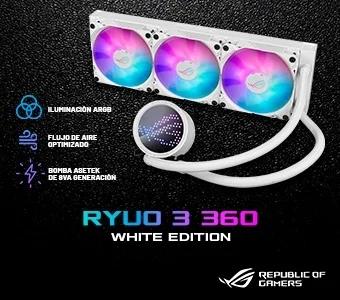 ILUMINACIÓN ARGB
FLUJO DE AIRE
OPTIMIZADO
BOMBA ASETEK
DE 8VA GENERACIÓN
RYUO 3 360
WHITE EDITION
REPUBLIC OF
GAMERS